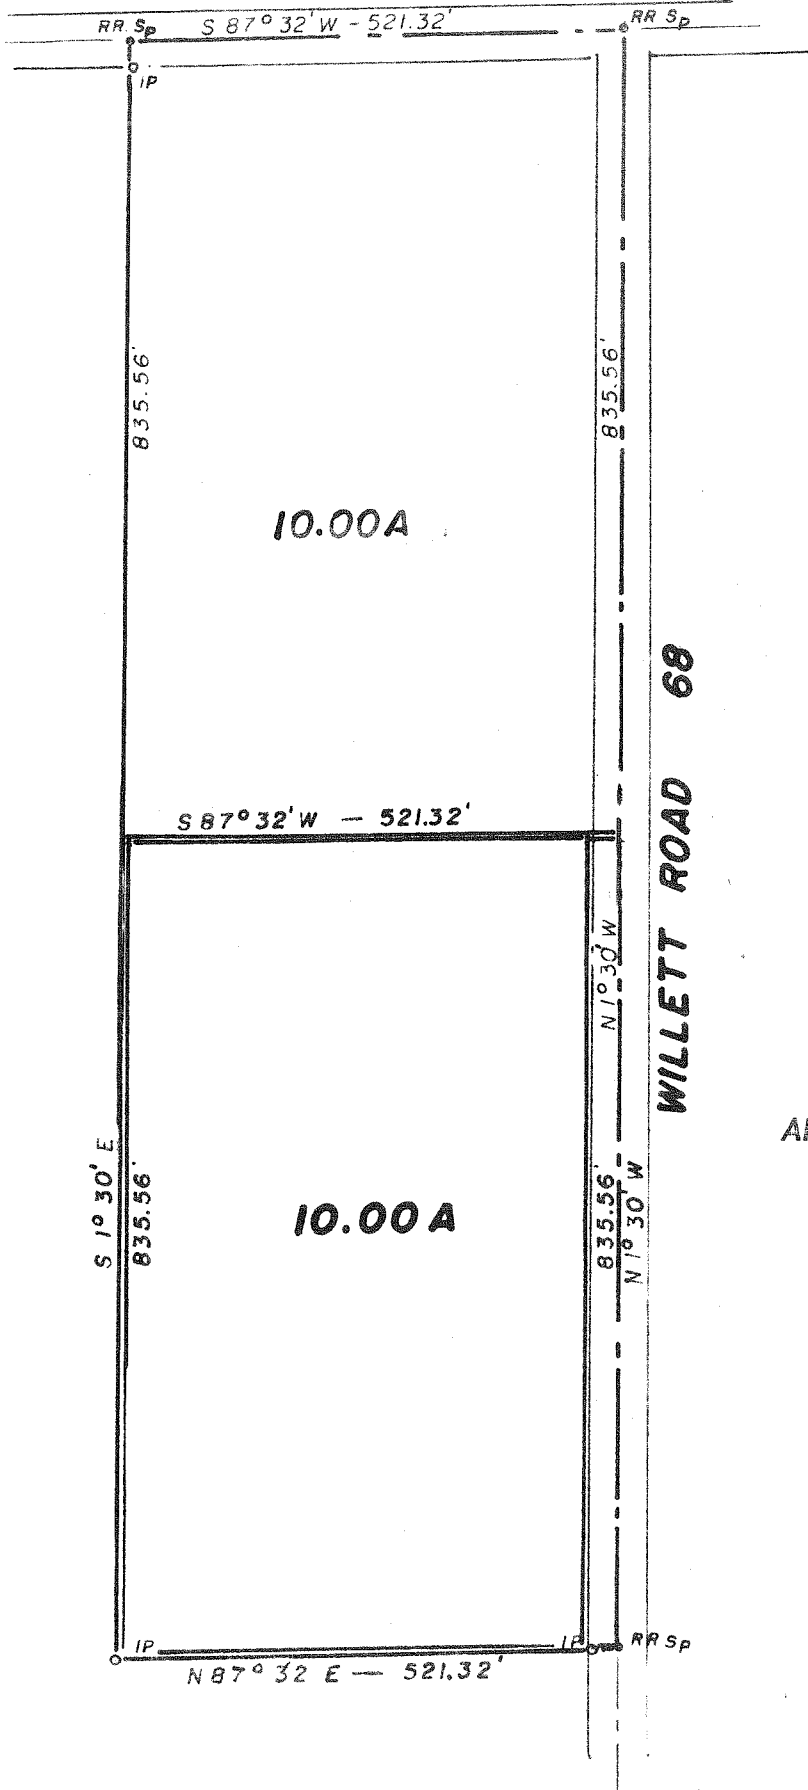 RR. Sp
S 87° 32' W - 521.32'
RR Sp
IP
835.56'
835.56'
10.00A
WILLETT ROAD 68
S 87° 32' W — 521.32'
N 1° 30' W
S 1° 30' E
835.56'
10.00 A
835.56'
N 1° 30' W
IP
IP
RR Sp
N 87° 32 E — 521.32'